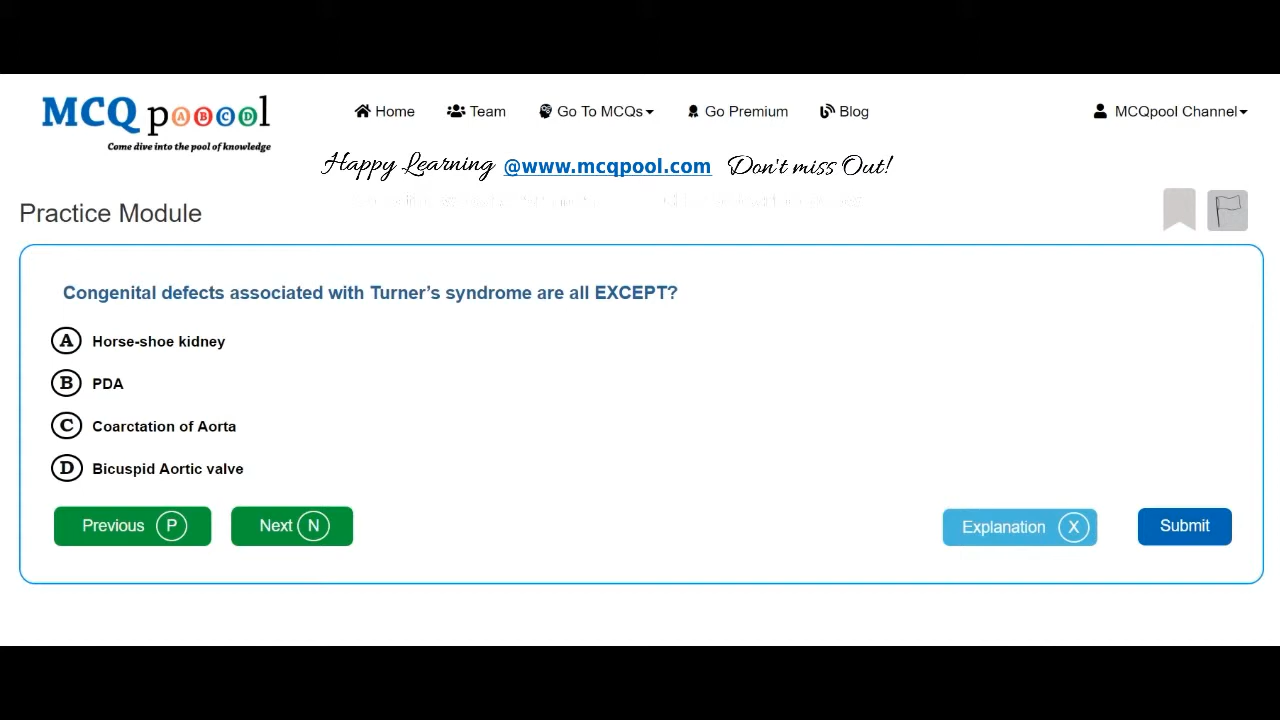 MCQ pooool
A B C D
Come dive into the pool of knowledge
Home Team Go To MCQs Go Premium Blog MCQpool Channel
Happy Learning @www.mcqpool.com Don't miss Out!
Practice Module
Congenital defects associated with Turner's syndrome are all EXCEPT?
A Horse-shoe kidney
B PDA
C Coarctation of Aorta
D Bicuspid Aortic valve
Previous P Next N Explanation X Submit